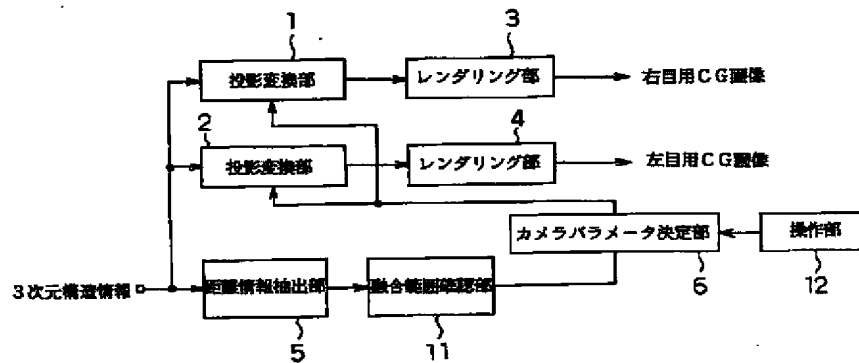 1
3
投影変換部
レンダリング部
右目用CG画像
2
4
投影変換部
レンダリング部
左目用CG画像
カメラパラメータ決定部
操作部
6
12
3次元構造情報
距離情報抽出部
融合範囲確認部
5
11